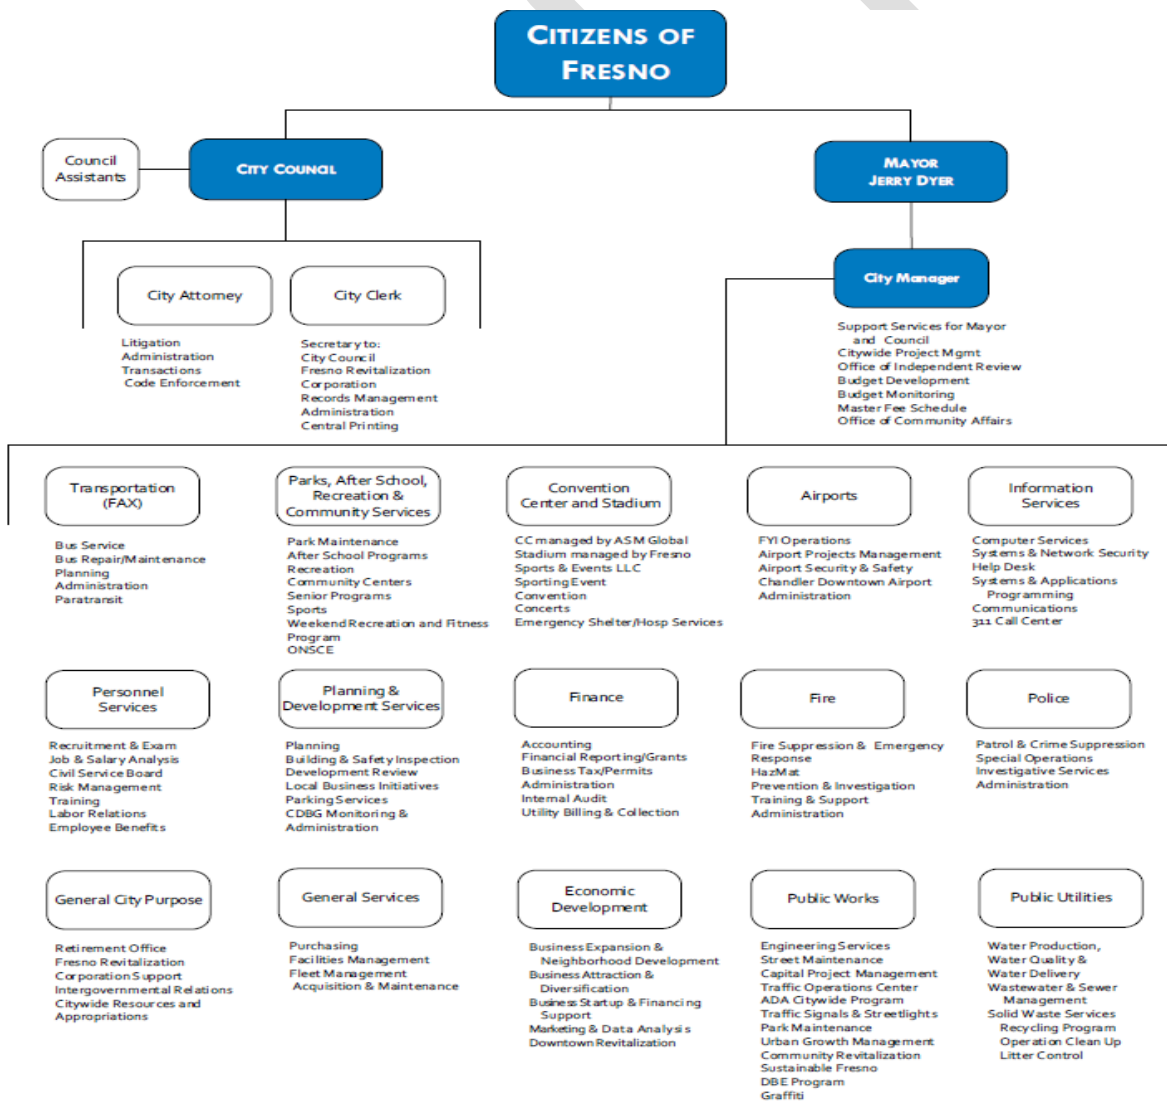 CITIZENS OF
FRESNO
Council
Assistants
CITY COUNCIL
MAYOR
JERRY DYER
City Attorney
City Clerk
City Manager
Litigation
Administration
Transactions
Code Enforcement
Secretary to:
City Council
Fresno Revitalization
Corporation
Records Management
Administration
Central Printing
Support Services for Mayor
and Council
Citywide Project Mgmt
Office of Independent Review
Budget Development
Budget Monitoring
Master Fee Schedule
Office of Community Affairs
Transportation
(FAX)
Bus Service
Bus Repair/Maintenance
Planning
Administration
Paratransit
Parks, After School,
Recreation &
Community Services
Park Maintenance
After School Programs
Recreation
Community Centers
Senior Programs
Sports
Weekend Recreation and Fitness
Program
ONSCE
Convention
Center and Stadium
CC managed by ASM Global
Stadium managed by Fresno
Sports & Events LLC
Sporting Event
Convention
Concerts
Emergency Shelter/Hosp Services
Airports
FYI Operations
Airport Projects Management
Airport Security & Safety
Chandler Downtown Airport
Administration
Information
Services
Computer Services
Systems & Network Security
Help Desk
Systems & Applications
Programming
Communications
311 Call Center
Personnel
Services
Recruitment & Exam
Job & Salary Analysis
Civil Service Board
Risk Management
Training
Labor Relations
Employee Benefits
Planning &
Development Services
Planning
Building & Safety Inspection
Development Review
Local Business Initiatives
Parking Services
CDBG Monitoring &
Administration
Finance
Accounting
Financial Reporting/Grants
Business Tax/Permits
Administration
Internal Audit
Utility Billing & Collection
Fire
Fire Suppression & Emergency
Response
HazMat
Prevention & Investigation
Training & Support
Administration
Police
Patrol & Crime Suppression
Special Operations
Investigative Services
Administration
General City Purpose
Retirement Office
Fresno Revitalization
Corporation Support
Intergovernmental Relations
Citywide Resources and
Appropriations
General Services
Purchasing
Facilities Management
Fleet Management
Acquisition & Maintenance
Economic
Development
Business Expansion &
Neighborhood Development
Business Attraction &
Diversification
Business Startup & Financing
Support
Marketing & Data Analysis
Downtown Revitalization
Public Works
Engineering Services
Street Maintenance
Capital Project Management
Traffic Operations Center
ADA Citywide Program
Traffic Signals & Streetlights
Park Maintenance
Urban Growth Management
Community Revitalization
Sustainable Fresno
DBE Program
Graffiti
Public Utilities
Water Production,
Water Quality &
Water Delivery
Wastewater & Sewer
Management
Solid Waste Services
Recycling Program
Operation Clean Up
Litter Control